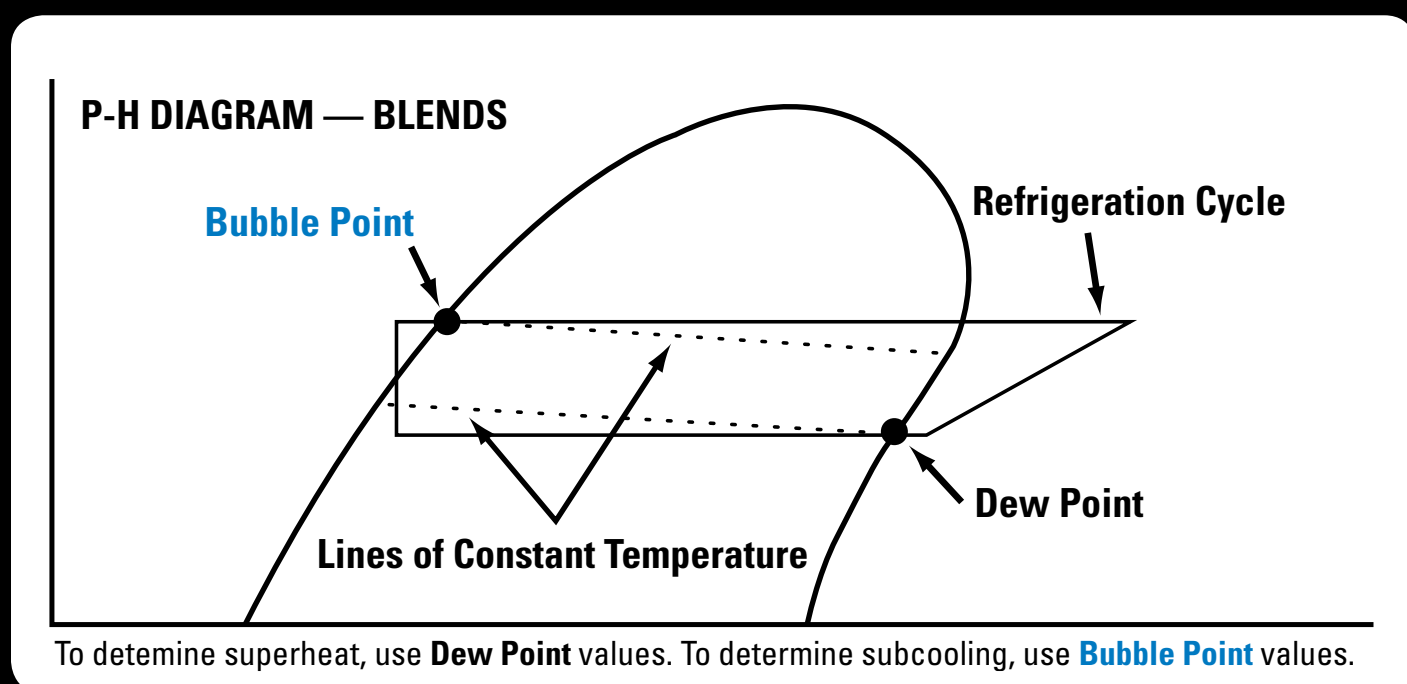 P-H DIAGRAM — BLENDS
Refrigeration Cycle
Bubble Point
Dew Point
Lines of Constant Temperature
To detemine superheat, use Dew Point values. To determine subcooling, use Bubble Point values.